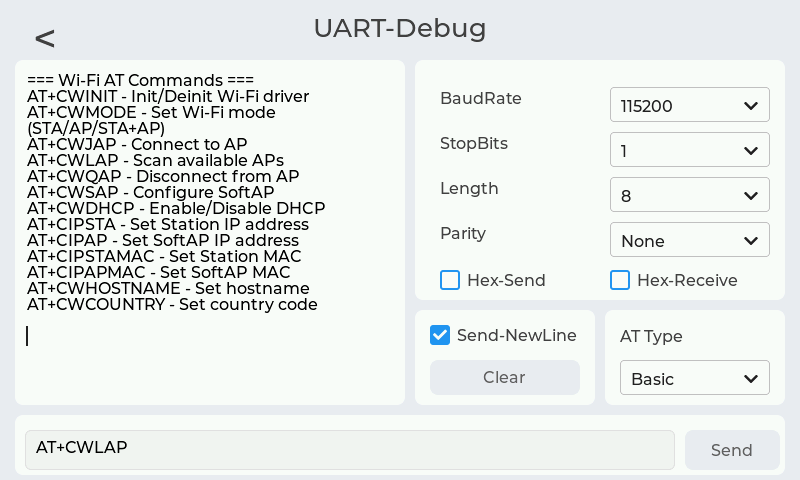 <
UART-Debug
=== Wi-Fi AT Commands ===
AT+CWINIT - Init/Deinit Wi-Fi driver
AT+CWMODE - Set Wi-Fi mode
(STA/AP/STA+AP)
AT+CWJAP - Connect to AP
AT+CWLAP - Scan available APs
AT+CWQAP - Disconnect from AP
AT+CWSAP - Configure SoftAP
AT+CWDHCP - Enable/Disable DHCP
AT+CIPSTA - Set Station IP address
AT+CIPAP - Set SoftAP IP address
AT+CIPSTAMAC - Set Station MAC
AT+CIPAPMAC - Set SoftAP MAC
AT+CWHOSTNAME - Set hostname
AT+CWCOUNTRY - Set country code
BaudRate
115200
StopBits
1
Length
8
Parity
None
Hex-Send
Hex-Receive
Send-NewLine
Clear
AT Type
Basic
AT+CWLAP
Send